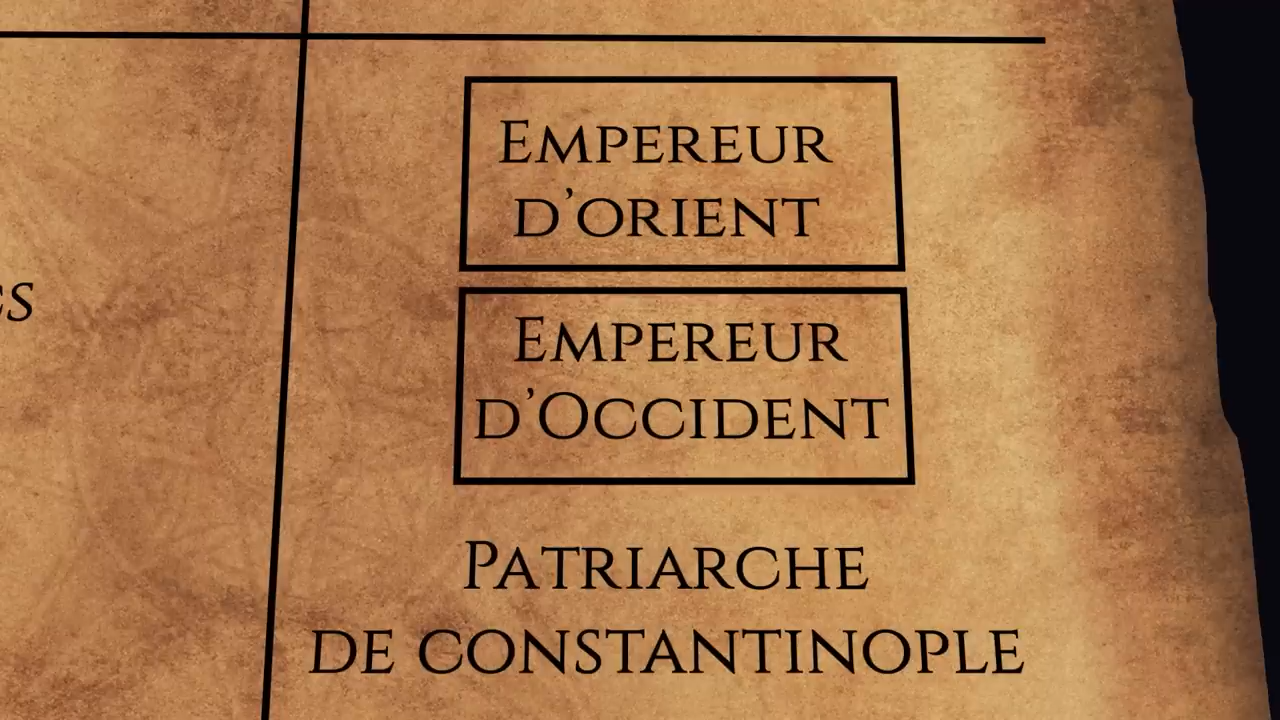 Empereur
d'orient
Empereur
d'Occident
Patriarche
de constantinople